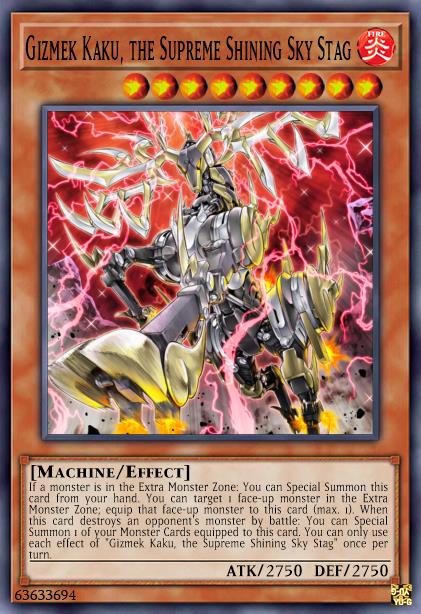 Gizmek Kaku, the Supreme Shining Sky Stag
FIRE
炎
[Machine/Effect]
If a monster is in the Extra Monster Zone: You can Special Summon this
card from your hand. You can target 1 face-up monster in the Extra
Monster Zone; equip that face-up monster to this card (max. 1). When
this card destroys an opponent's monster by battle: You can Special
Summon 1 of your Monster Cards equipped to this card. You can only use
each effect of "Gizmek Kaku, the Supreme Shining Sky Stag" once per
turn.
ATK/2750 DEF/2750
63633694